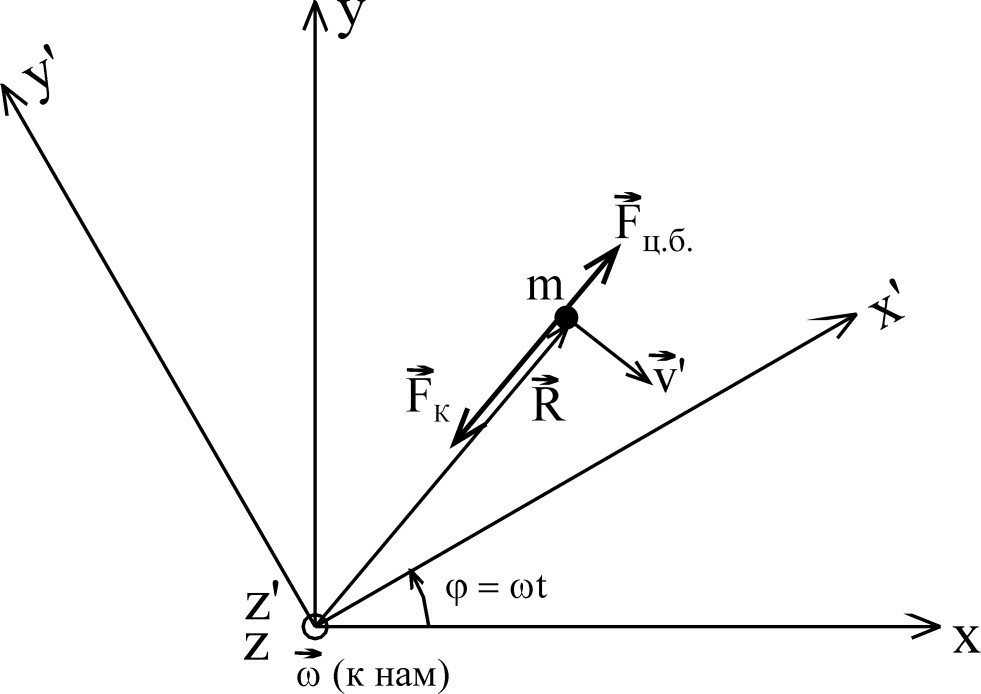 y
y'
F⃗ц.б.
m
x'
F⃗к
R⃗
v⃗'
φ = ωt
z'
z
x
ω⃗ (к нам)